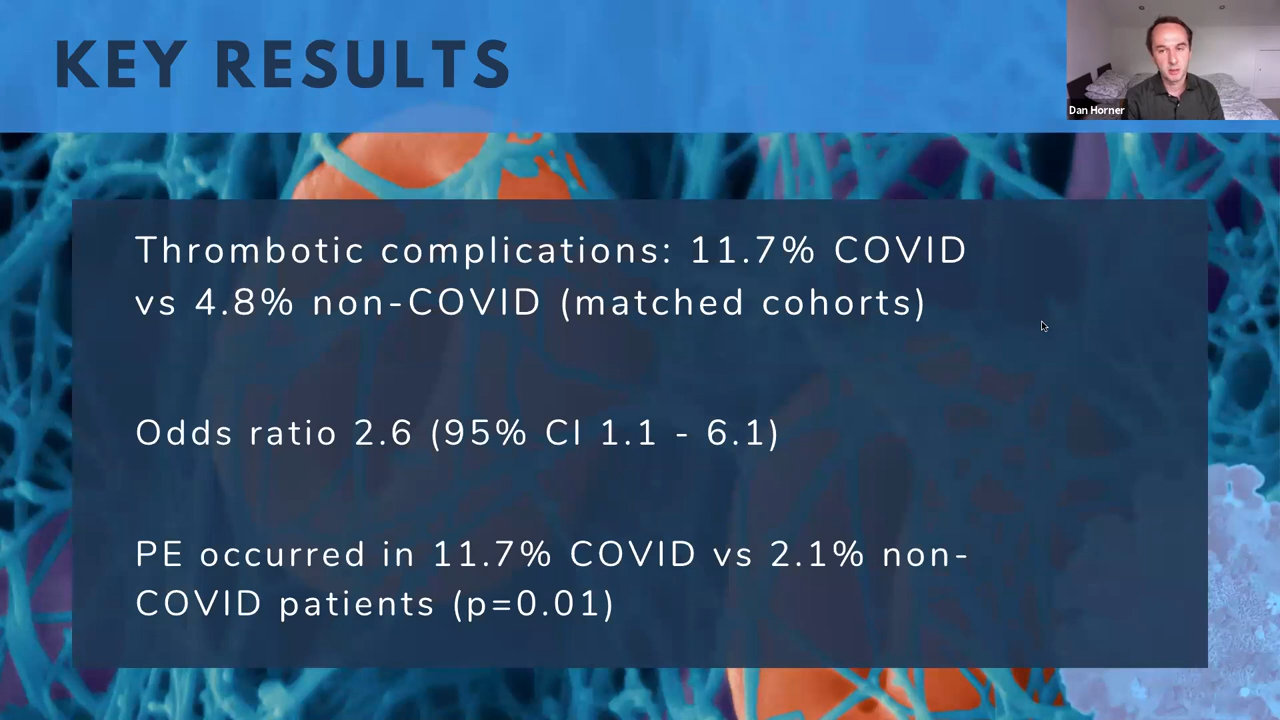 KEY RESULTS
Dan Horner
Thrombotic complications: 11.7% COVID
vs 4.8% non-COVID (matched cohorts)
Odds ratio 2.6 (95% CI 1.1 - 6.1)
PE occurred in 11.7% COVID vs 2.1% non-
COVID patients (p=0.01)